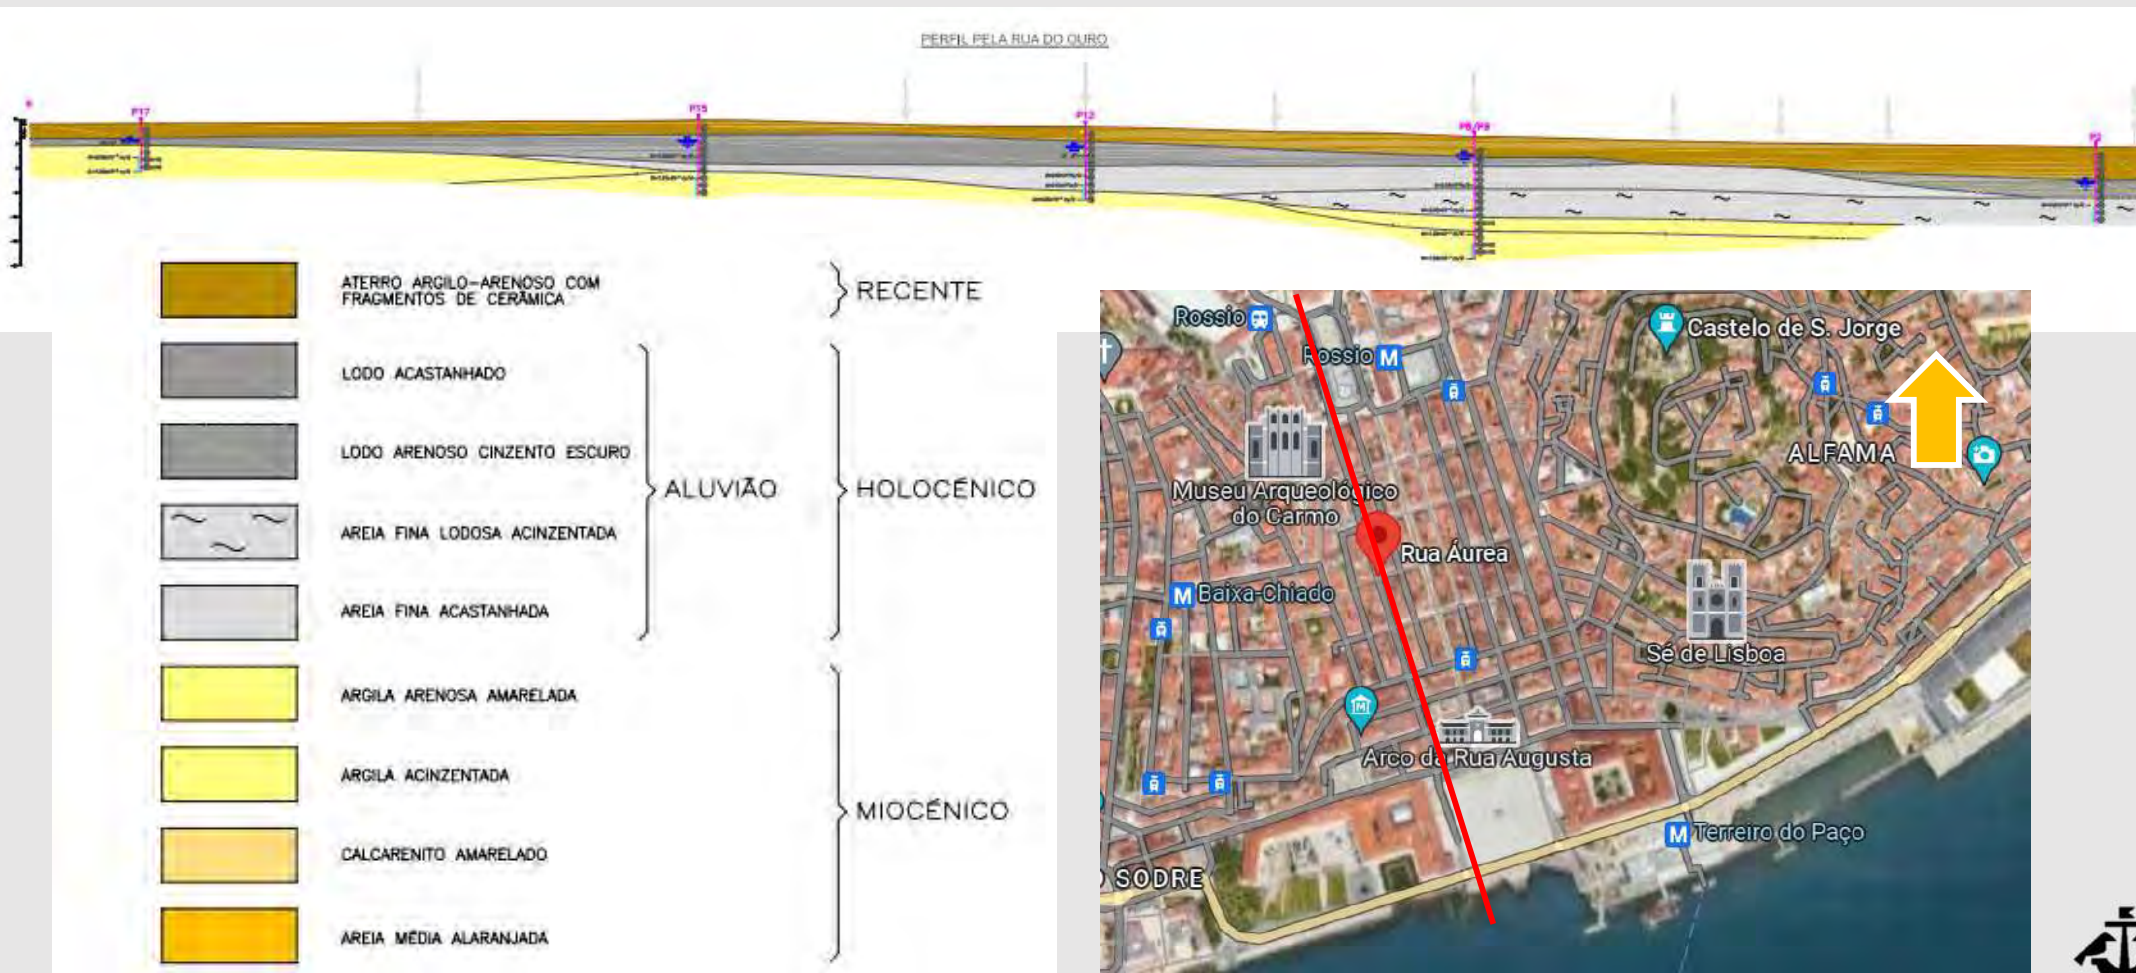 PERFIL PELA RUA DO OURO
P17
P15
P12
P8/P9
P2
ATERRO ARGILO-ARENOSO COM
FRAGMENTOS DE CERÂMICA
RECENTE
LODO ACASTANHADO
LODO ARENOSO CINZENTO ESCURO
AREIA FINA LODOSA ACINZENTADA
AREIA FINA ACASTANHADA
ALUVIÃO
HOLOCÉNICO
ARGILA ARENOSA AMARELADA
ARGILA ACINZENTADA
CALCARENITO AMARELADO
AREIA MÉDIA ALARANJADA
MIOCÉNICO
Rossio
Rossio M
Castelo de S. Jorge
ALFAMA
Museu Arqueológico
do Carmo
Rua Áurea
M Baixa-Chiado
Sé de Lisboa
M
Arco da Rua Augusta
M Terreiro do Paço
SODRE